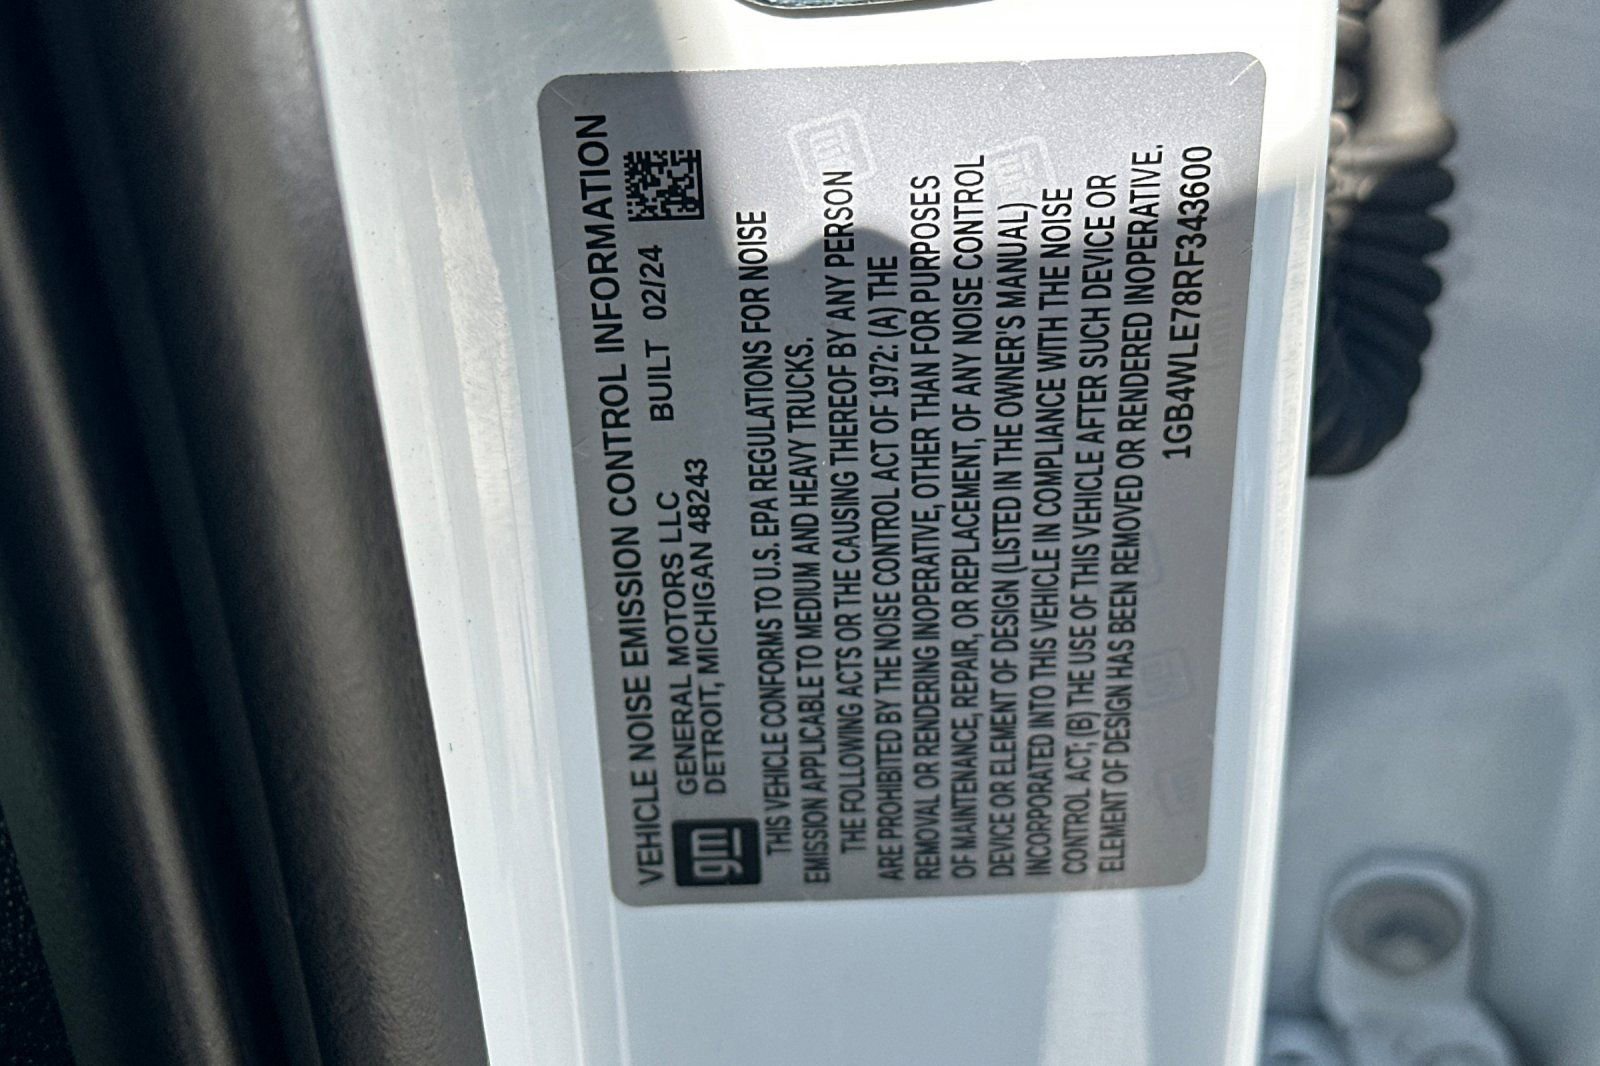 VEHICLE NOISE EMISSION CONTROL INFORMATION
gm GENERAL MOTORS LLC BUILT 02/24
DETROIT, MICHIGAN 48243
THIS VEHICLE CONFORMS TO U.S. EPA REGULATIONS FOR NOISE
EMISSION APPLICABLE TO MEDIUM AND HEAVY TRUCKS.
THE FOLLOWING ACTS OR THE CAUSING THEREOF BY ANY PERSON
ARE PROHIBITED BY THE NOISE CONTROL ACT OF 1972: (A) THE
REMOVAL OR RENDERING INOPERATIVE, OTHER THAN FOR PURPOSES
OF MAINTENANCE, REPAIR, OR REPLACEMENT, OF ANY NOISE CONTROL
DEVICE OR ELEMENT OF DESIGN (LISTED IN THE OWNER'S MANUAL)
INCORPORATED INTO THIS VEHICLE IN COMPLIANCE WITH THE NOISE
CONTROL ACT; (B) THE USE OF THIS VEHICLE AFTER SUCH DEVICE OR
ELEMENT OF DESIGN HAS BEEN REMOVED OR RENDERED INOPERATIVE.
1GB4WLE78RF343600